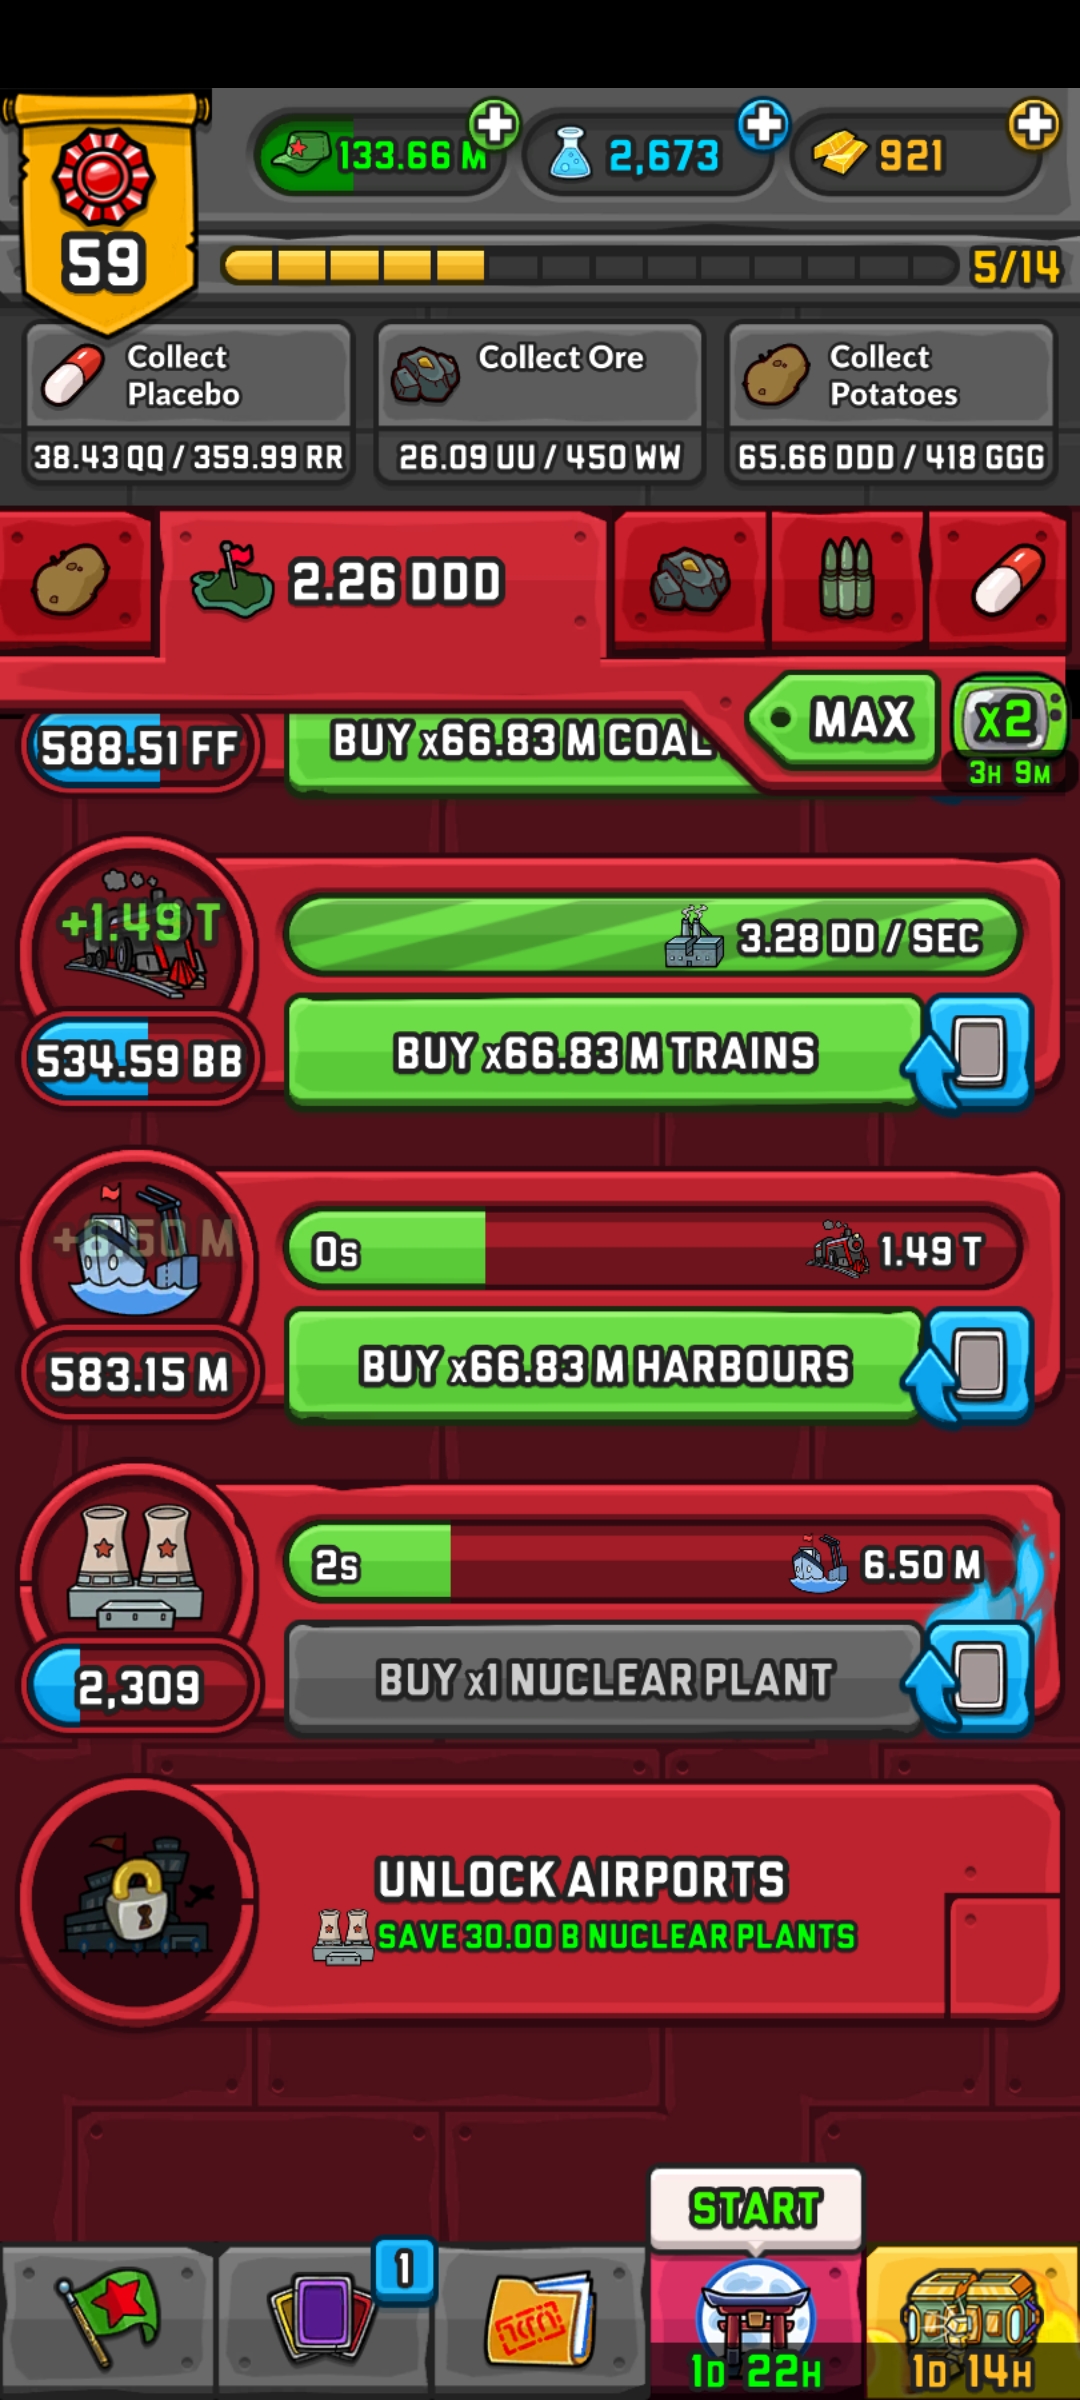 133.66 M
2,673
921
59
5/14
Collect
Placebo
38.43 QQ / 359.99 RR
Collect Ore
26.09 UU / 450 WW
Collect
Potatoes
65.66 DDD / 418 GGG
2.26 DDD
MAX
x2
3H 9M
588.51 FF
BUY x66.83 M COAL
+1.49 T
3.28 DD / SEC
534.59 BB
BUY x66.83 M TRAINS
+6.50 M
0s
1.49 T
583.15 M
BUY x66.83 M HARBOURS
2s
6.50 M
2,309
BUY x1 NUCLEAR PLANT
UNLOCK AIRPORTS
SAVE 30.00 B NUCLEAR PLANTS
START
1
1D 22H
1D 14H